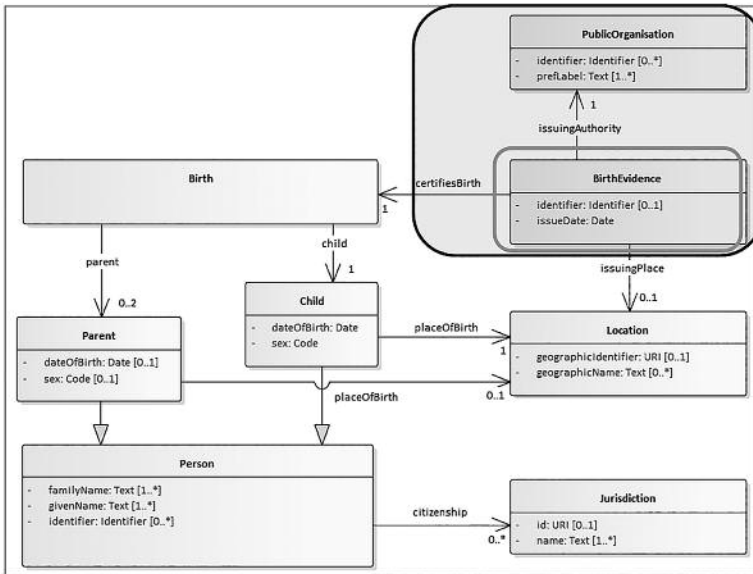 PublicOrganisation
- identifier: Identifier [0..*]
- prefLabel: Text [1..*]
1
issuingAuthority
Birth
certifiesBirth
1
BirthEvidence
- identifier: Identifier [0..1]
- issueDate: Date
parent
0..2
child
1
issuingPlace
0..1
Parent
- dateOfBirth: Date [0..1]
- sex: Code [0..1]
Child
- dateOfBirth: Date
- sex: Code
placeOfBirth
1
placeOfBirth
0..1
Location
- geographicIdentifier: URI [0..1]
- geographicName: Text [0..*]
Person
- familyName: Text [1..*]
- givenName: Text [1..*]
- identifier: Identifier [0..*]
citizenship
0..*
Jurisdiction
- id: URI [0..1]
- name: Text [1..*]